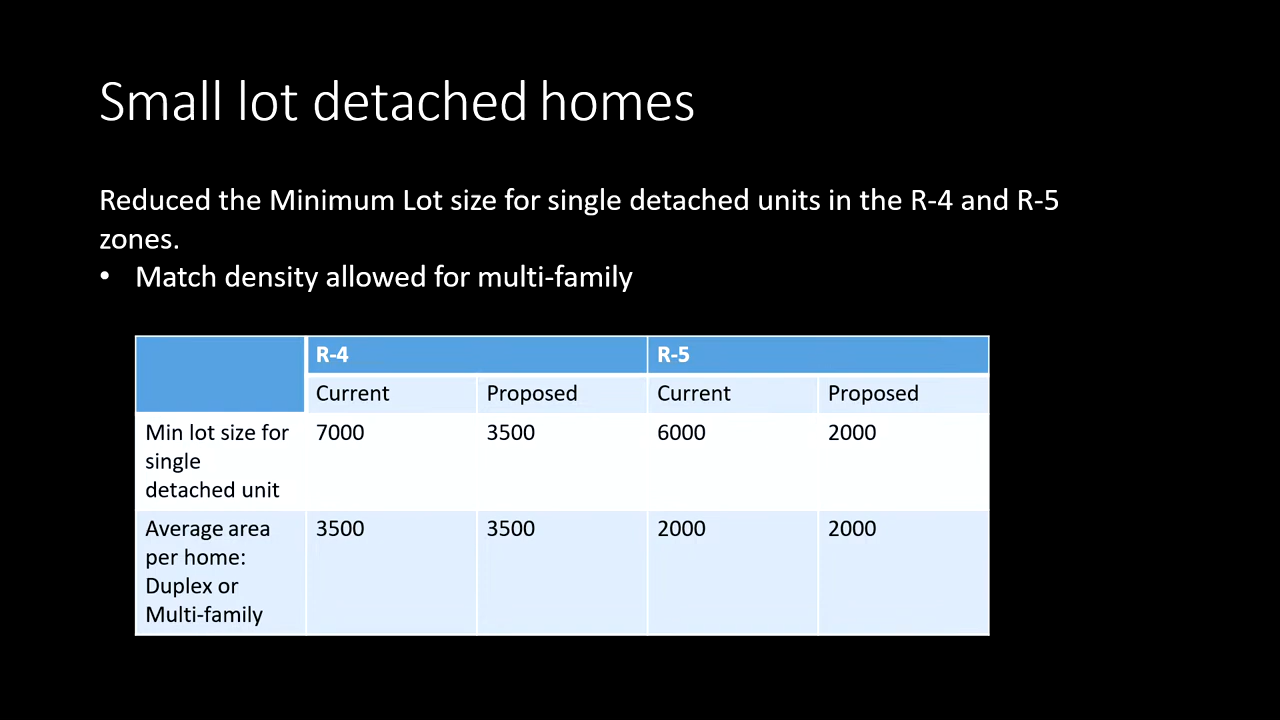 Small lot detached homes
Reduced the Minimum Lot size for single detached units in the R-4 and R-5
zones.
• Match density allowed for multi-family
R-4 R-5
Current Proposed Current Proposed
Min lot size for 7000 3500 6000 2000
single
detached unit
Average area 3500 3500 2000 2000
per home:
Duplex or
Multi-family